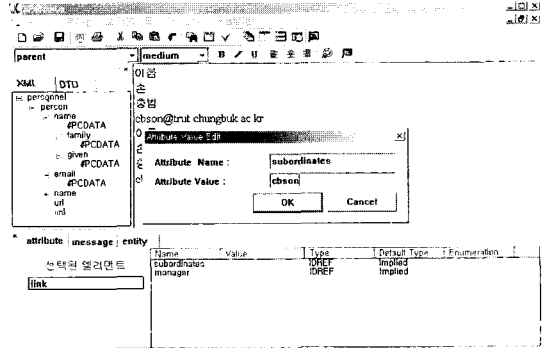 parent
medium
B
U
XML
DTD
personnel
person
name
#PCDATA
family
#PCDATA
given
#PCDATA
email
#PCDATA
name
url
link
이름
손
충범
cbson@trut chungbuk ac kr
Attribute Value Edit
Attribute Name :
subordinates
Attribute Value :
cbson
OK
Cancel
attribute
message
entity
선택된 엘리먼트
link
Name
Value
Type
Default Type
Enumeration
subordinates
IDREF
Implied
manager
IDREF
Implied